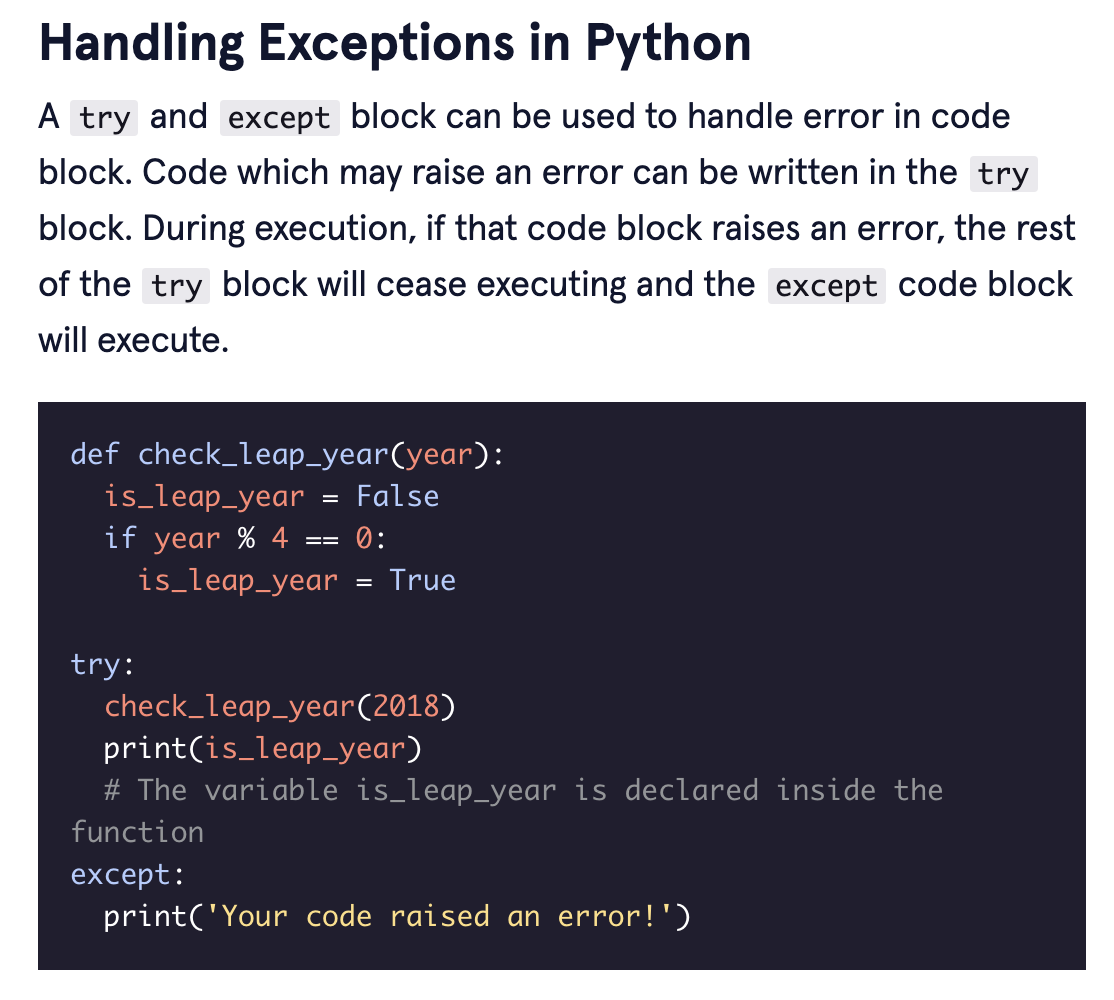 Handling Exceptions in Python
A try and except block can be used to handle error in code
block. Code which may raise an error can be written in the try
block. During execution, if that code block raises an error, the rest
of the try block will cease executing and the except code block
will execute.
def check_leap_year(year):
  is_leap_year = False
  if year % 4 == 0:
    is_leap_year = True

try:
  check_leap_year(2018)
  print(is_leap_year)
  # The variable is_leap_year is declared inside the
function
except:
  print('Your code raised an error!')